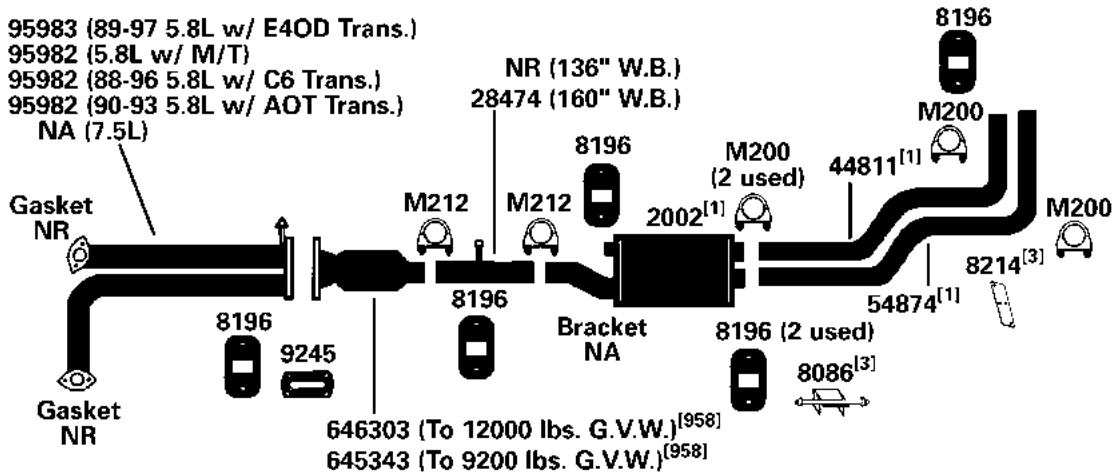 95983 (89-97 5.8L w/ E4OD Trans.)
95982 (5.8L w/ M/T)
95982 (88-96 5.8L w/ C6 Trans.)
95982 (90-93 5.8L w/ AOT Trans.)
NA (7.5L)
NR (136" W.B.)
28474 (160" W.B.)
8196
M200
8196
M200
(2 used)
44811[1]
Gasket
NR
M212
M212
2002[1]
M200
8214[3]
54874[1]
8196
9245
8196
Bracket
NA
8196 (2 used)
8086[3]
Gasket
NR
646303 (To 12000 lbs. G.V.W.)[958]
645343 (To 9200 lbs. G.V.W.)[958]